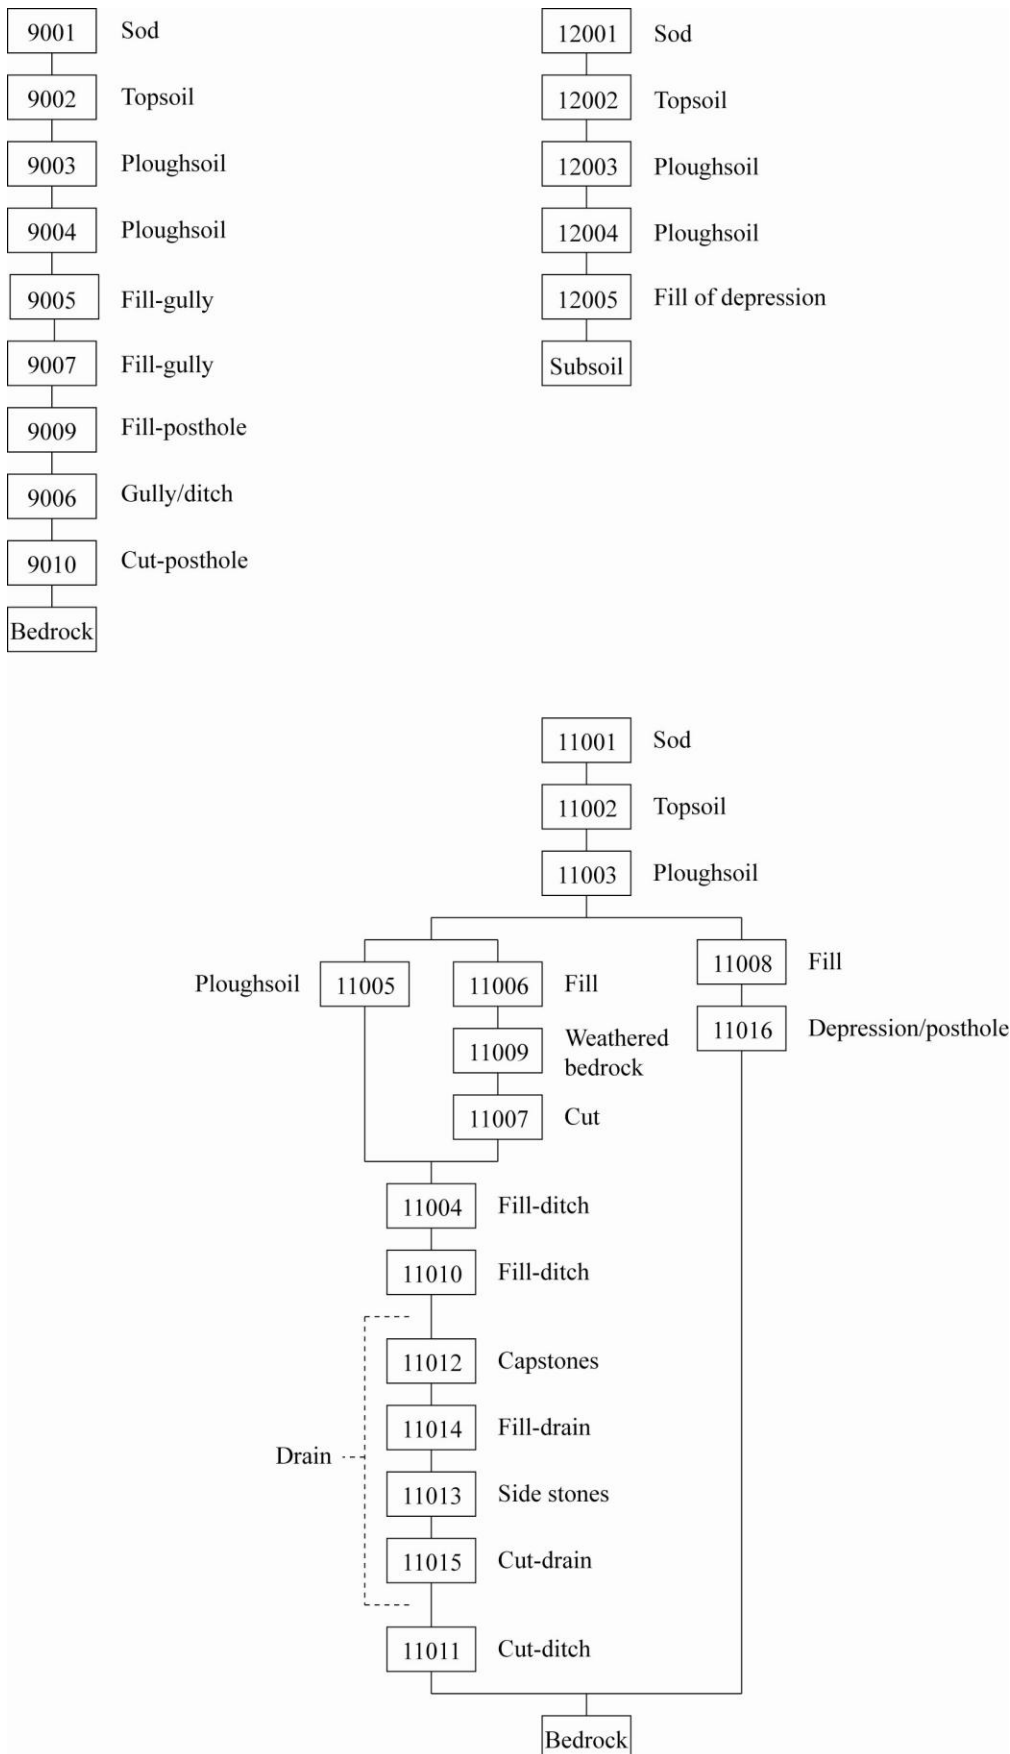 9001 Sod
9002 Topsoil
9003 Ploughsoil
9004 Ploughsoil
9005 Fill-gully
9007 Fill-gully
9009 Fill-posthole
9006 Gully/ditch
9010 Cut-posthole
Bedrock
12001 Sod
12002 Topsoil
12003 Ploughsoil
12004 Ploughsoil
12005 Fill of depression
Subsoil
11001 Sod
11002 Topsoil
11003 Ploughsoil
Ploughsoil 11005
11006 Fill
11009 Weathered
bedrock
11007 Cut
11008 Fill
11016 Depression/posthole
11004 Fill-ditch
11010 Fill-ditch
Drain
11012 Capstones
11014 Fill-drain
11013 Side stones
11015 Cut-drain
11011 Cut-ditch
Bedrock